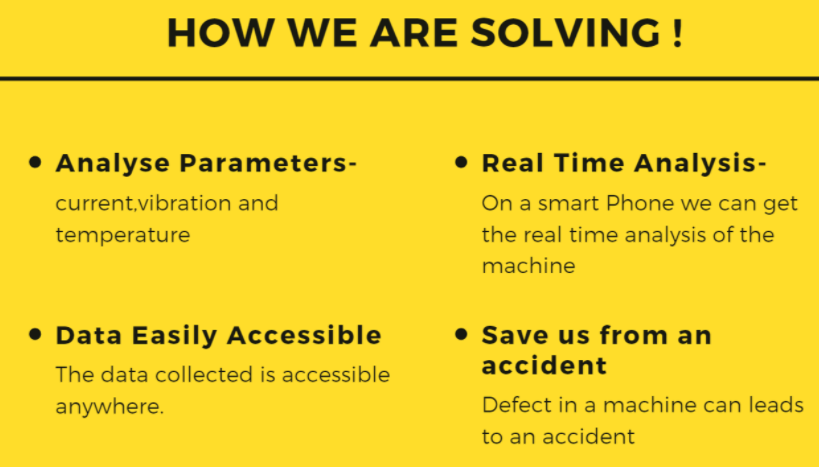 HOW WE ARE SOLVING !
Analyse Parameters-
current,vibration and
temperature
Real Time Analysis-
On a smart Phone we can get
the real time analysis of the
machine
Data Easily Accessible
The data collected is accessible
anywhere.
Save us from an
accident
Defect in a machine can leads
to an accident